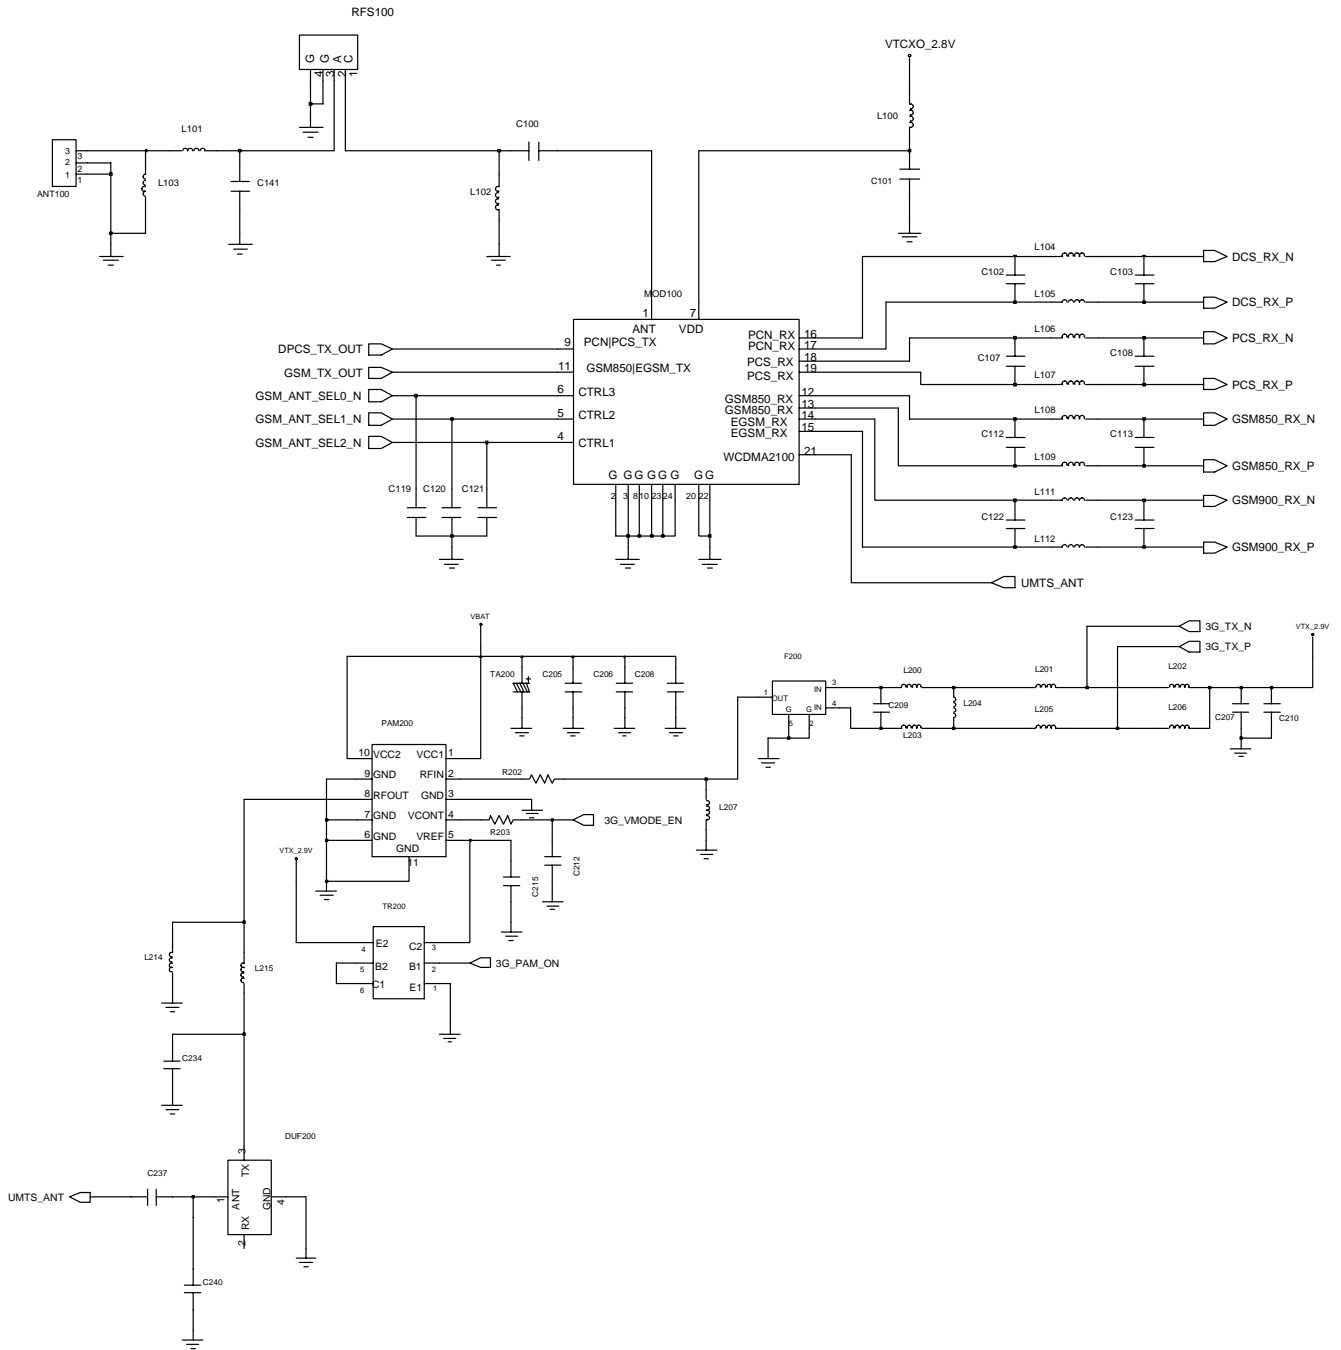 RFS100
G G A C
4 3 2 1
VTCXO_2.8V
L100
C101
L101
C100
3 3
2 2
1 1
ANT100
L103
C141
L102
MOD100
1 7
ANT VDD
DPCS_TX_OUT 9 PCN|PCS_TX
GSM_TX_OUT 11 GSM850|EGSM_TX
GSM_ANT_SEL0_N 6 CTRL3
GSM_ANT_SEL1_N 5 CTRL2
GSM_ANT_SEL2_N 4 CTRL1
C119 C120 C121
PCN_RX 16
PCN_RX 17
PCS_RX 18
PCS_RX 19
GSM850_RX 12
GSM850_RX 13
EGSM_RX 14
EGSM_RX 15
WCDMA2100 21
G G G G G G G G
2 3 8 10 23 24 20 22
L104 DCS_RX_N
C102 C103
L105 DCS_RX_P
L106 PCS_RX_N
C107 C108
L107 PCS_RX_P
L108 GSM850_RX_N
C112 C113
L109 GSM850_RX_P
L111 GSM900_RX_N
C122 C123
L112 GSM900_RX_P
UMTS_ANT
VBAT
TA200 + C205 C206 C208
PAM200
10 VCC2 VCC1 1
9 GND RFIN 2
8 RFOUT GND 3
7 GND VCONT 4
6 GND VREF 5
GND
11
R202
R203
3G_VMODE_EN
C212
C215
L207
F200
1 OUT IN 3
G G IN 4
5 2
C209
L200 L201 L202
L204
L203 L205 L206
3G_TX_N
3G_TX_P
VTX_2.9V
C207 C210
VTX_2.9V
TR200
4 E2 C2 3
5 B2 B1 2
6 C1 E1 1
3G_PAM_ON
L214
L215
C234
DUF200
3 TX
1 ANT GND 4
RX 2
UMTS_ANT
C237
C240